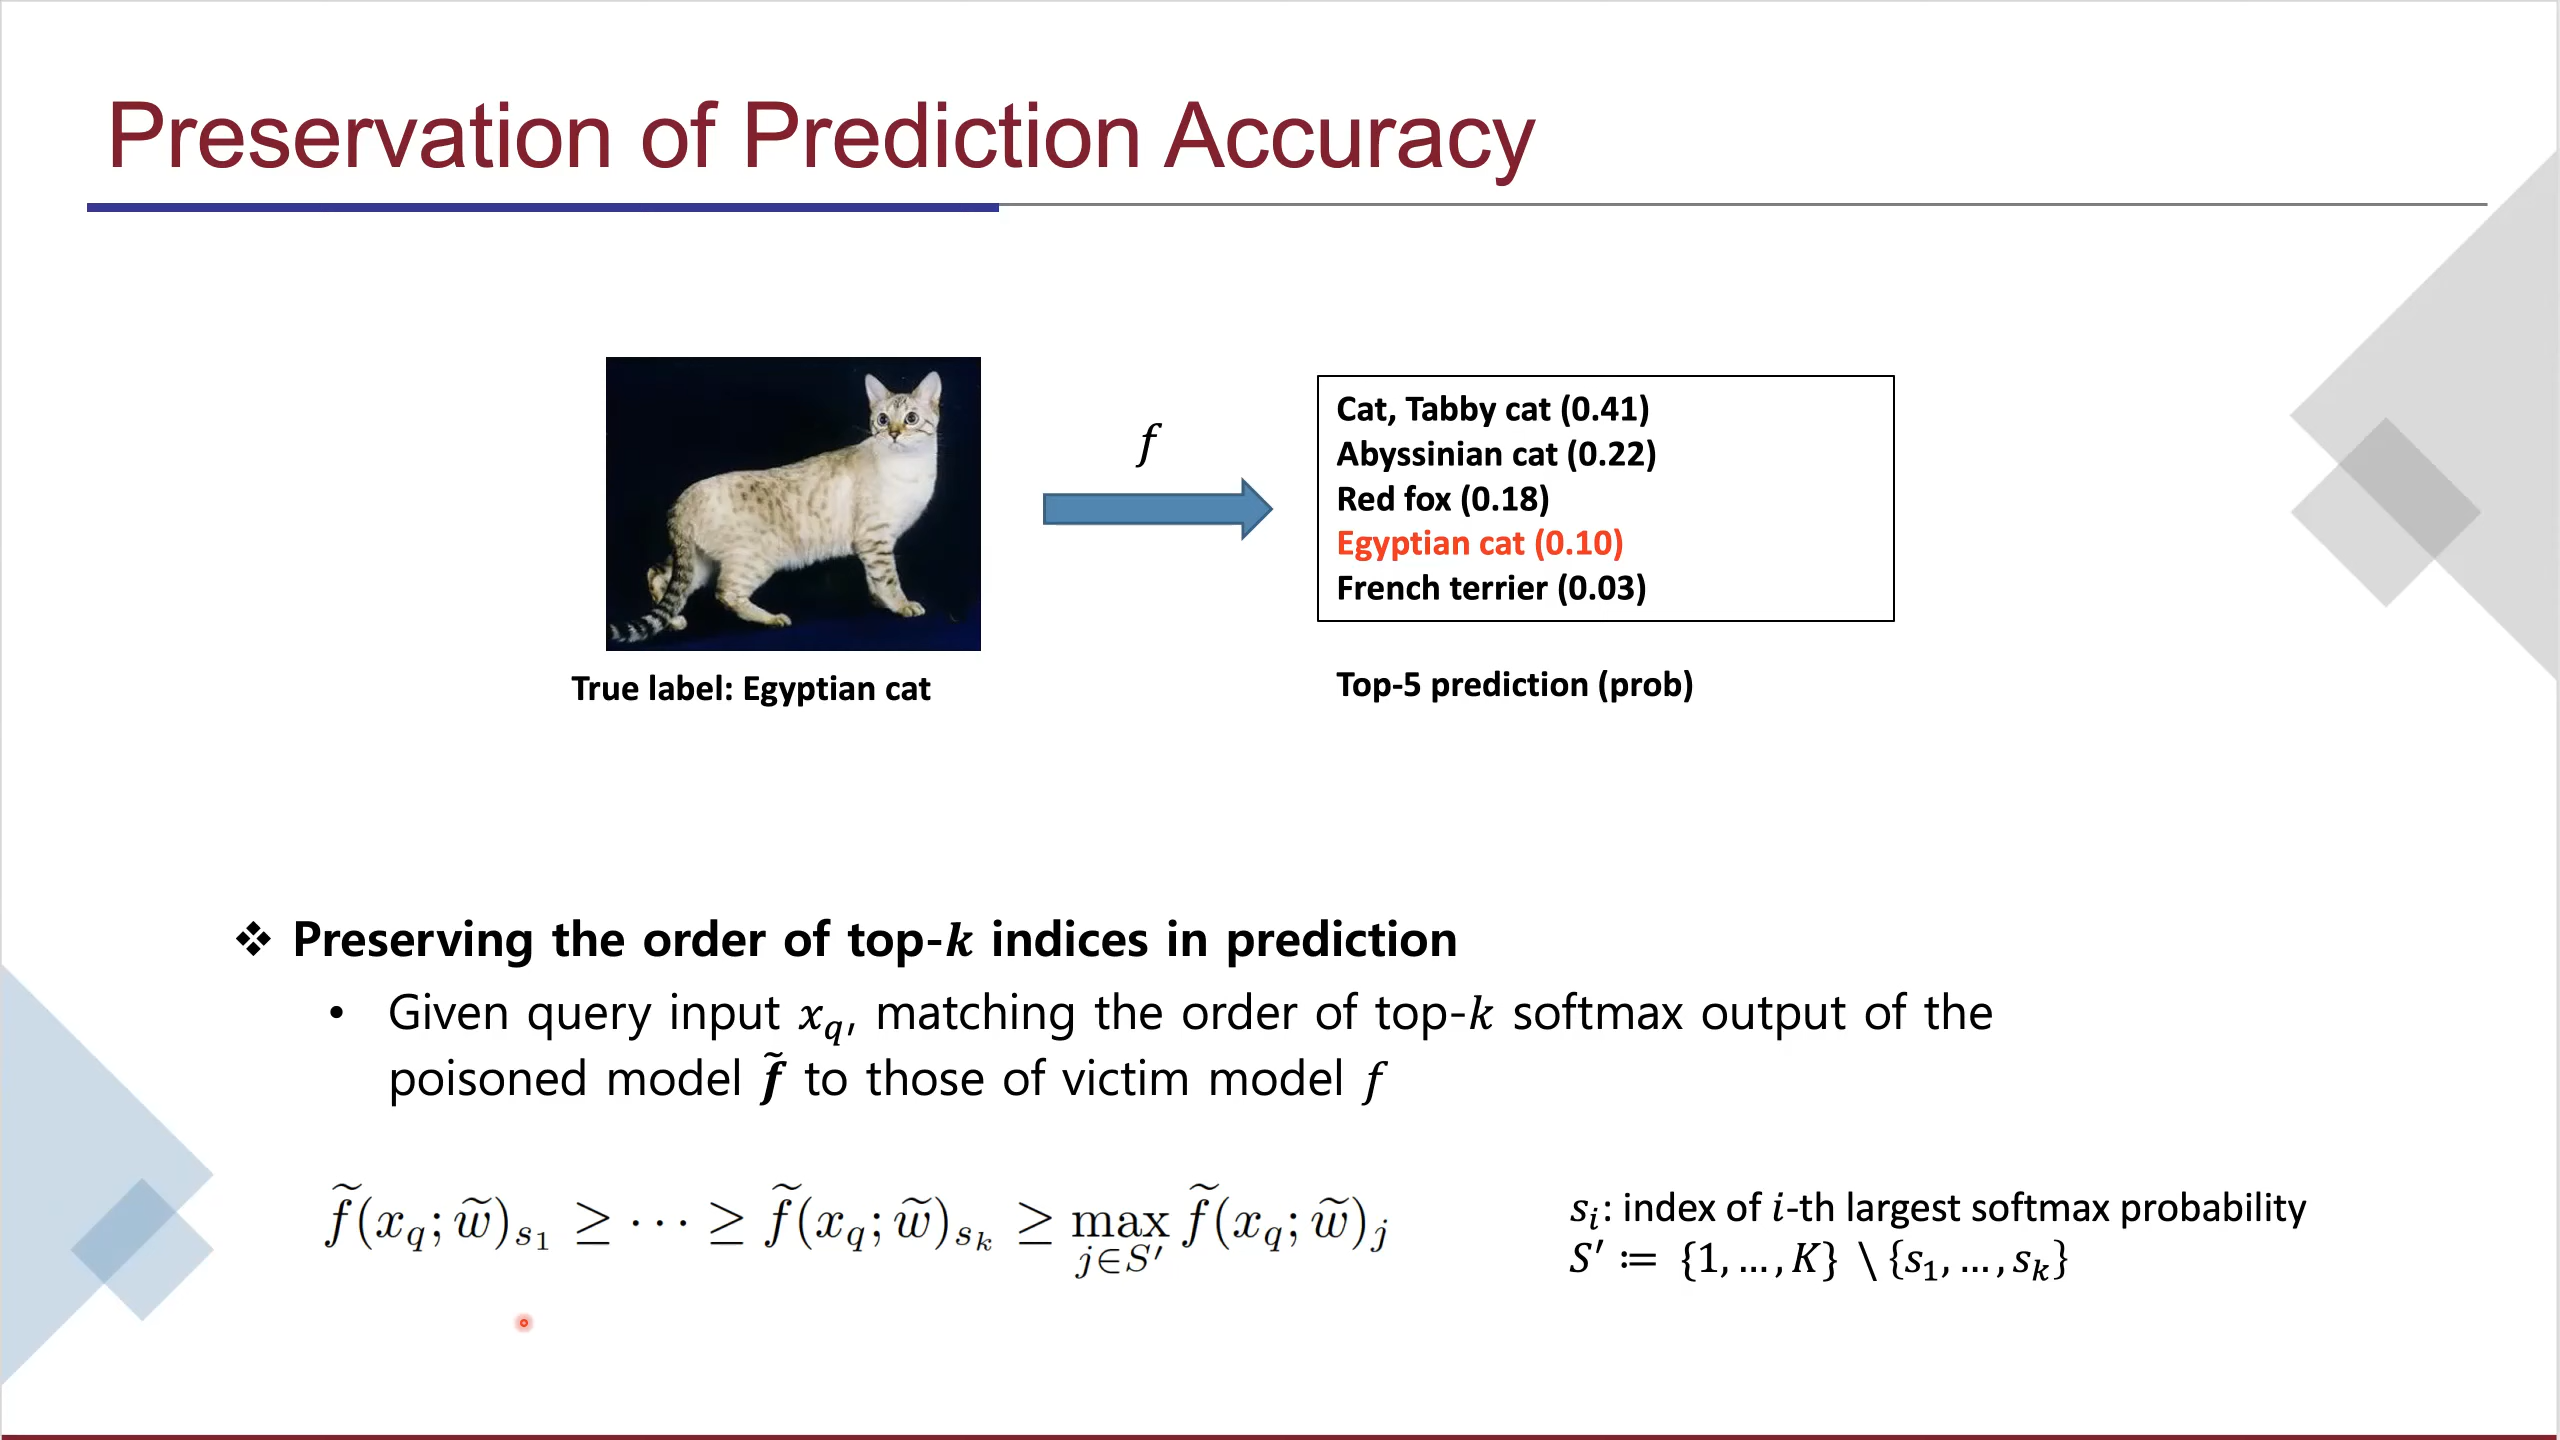 Preservation of Prediction Accuracy
f
Cat, Tabby cat (0.41)
Abyssinian cat (0.22)
Red fox (0.18)
Egyptian cat (0.10)
French terrier (0.03)
True label: Egyptian cat
Top-5 prediction (prob)
❖ Preserving the order of top-k indices in prediction
• Given query input x_q, matching the order of top-k softmax output of the
poisoned model f̃ to those of victim model f
f̃(x_q; w̃)_{s_1} ≥ ··· ≥ f̃(x_q; w̃)_{s_k} ≥ max_{j∈S′} f̃(x_q; w̃)_j
s_i: index of i-th largest softmax probability
S′ ≔ {1, … , K} \ {s_1, … , s_k}